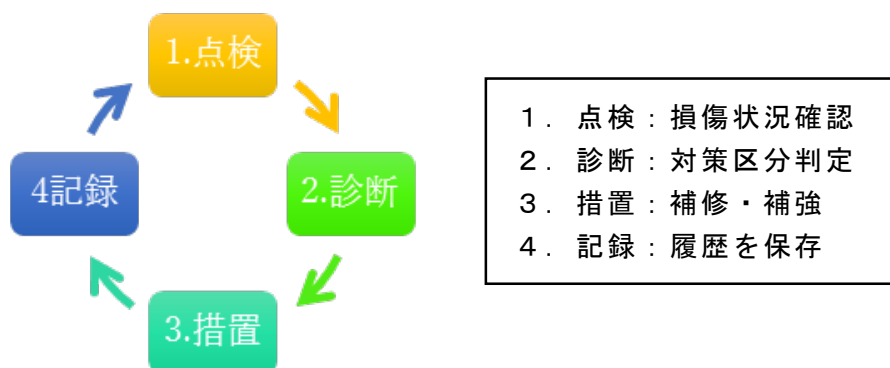 1.点検
2.診断
3.措置
4記録
１．点検：損傷状況確認
２．診断：対策区分判定
３．措置：補修・補強
４．記録：履歴を保存